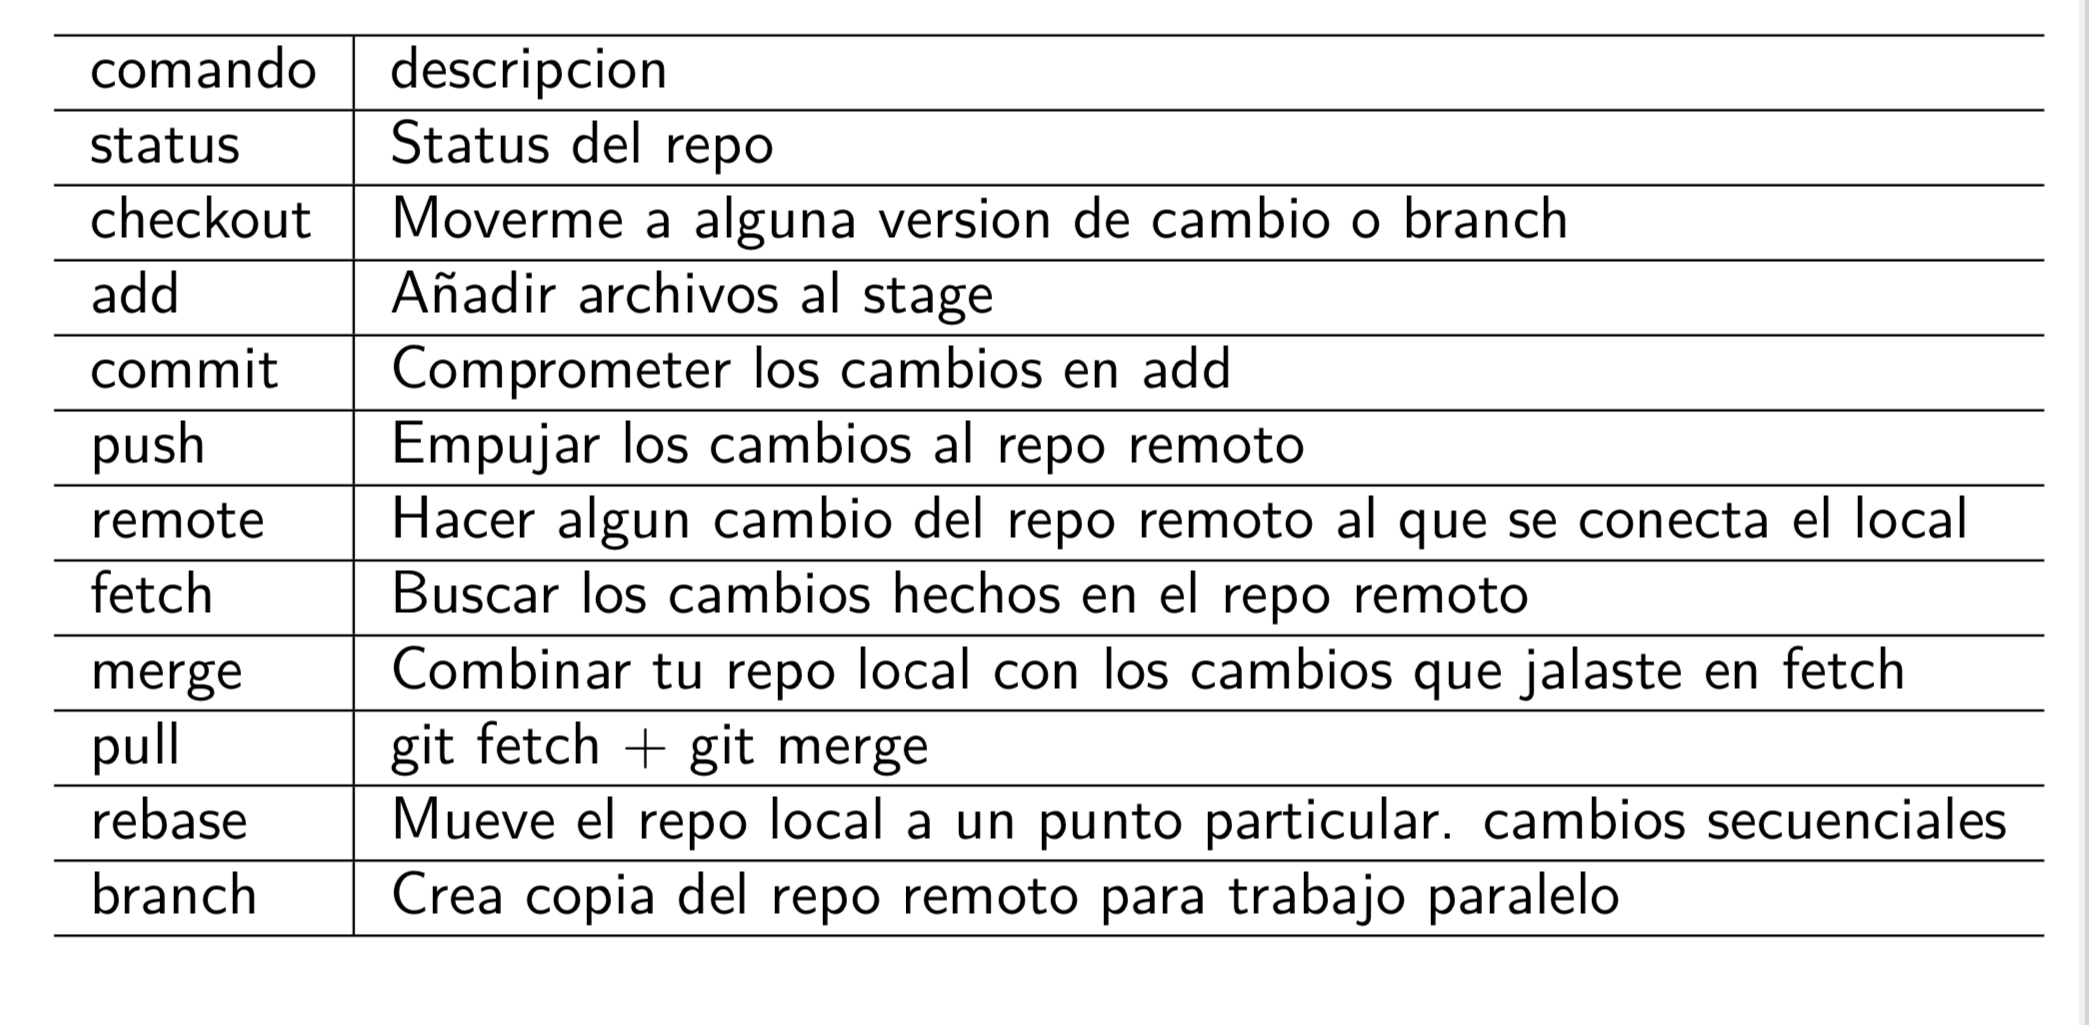 comando descripcion
status Status del repo
checkout Moverme a alguna version de cambio o branch
add Añadir archivos al stage
commit Comprometer los cambios en add
push Empujar los cambios al repo remoto
remote Hacer algun cambio del repo remoto al que se conecta el local
fetch Buscar los cambios hechos en el repo remoto
merge Combinar tu repo local con los cambios que jalaste en fetch
pull git fetch + git merge
rebase Mueve el repo local a un punto particular. cambios secuenciales
branch Crea copia del repo remoto para trabajo paralelo